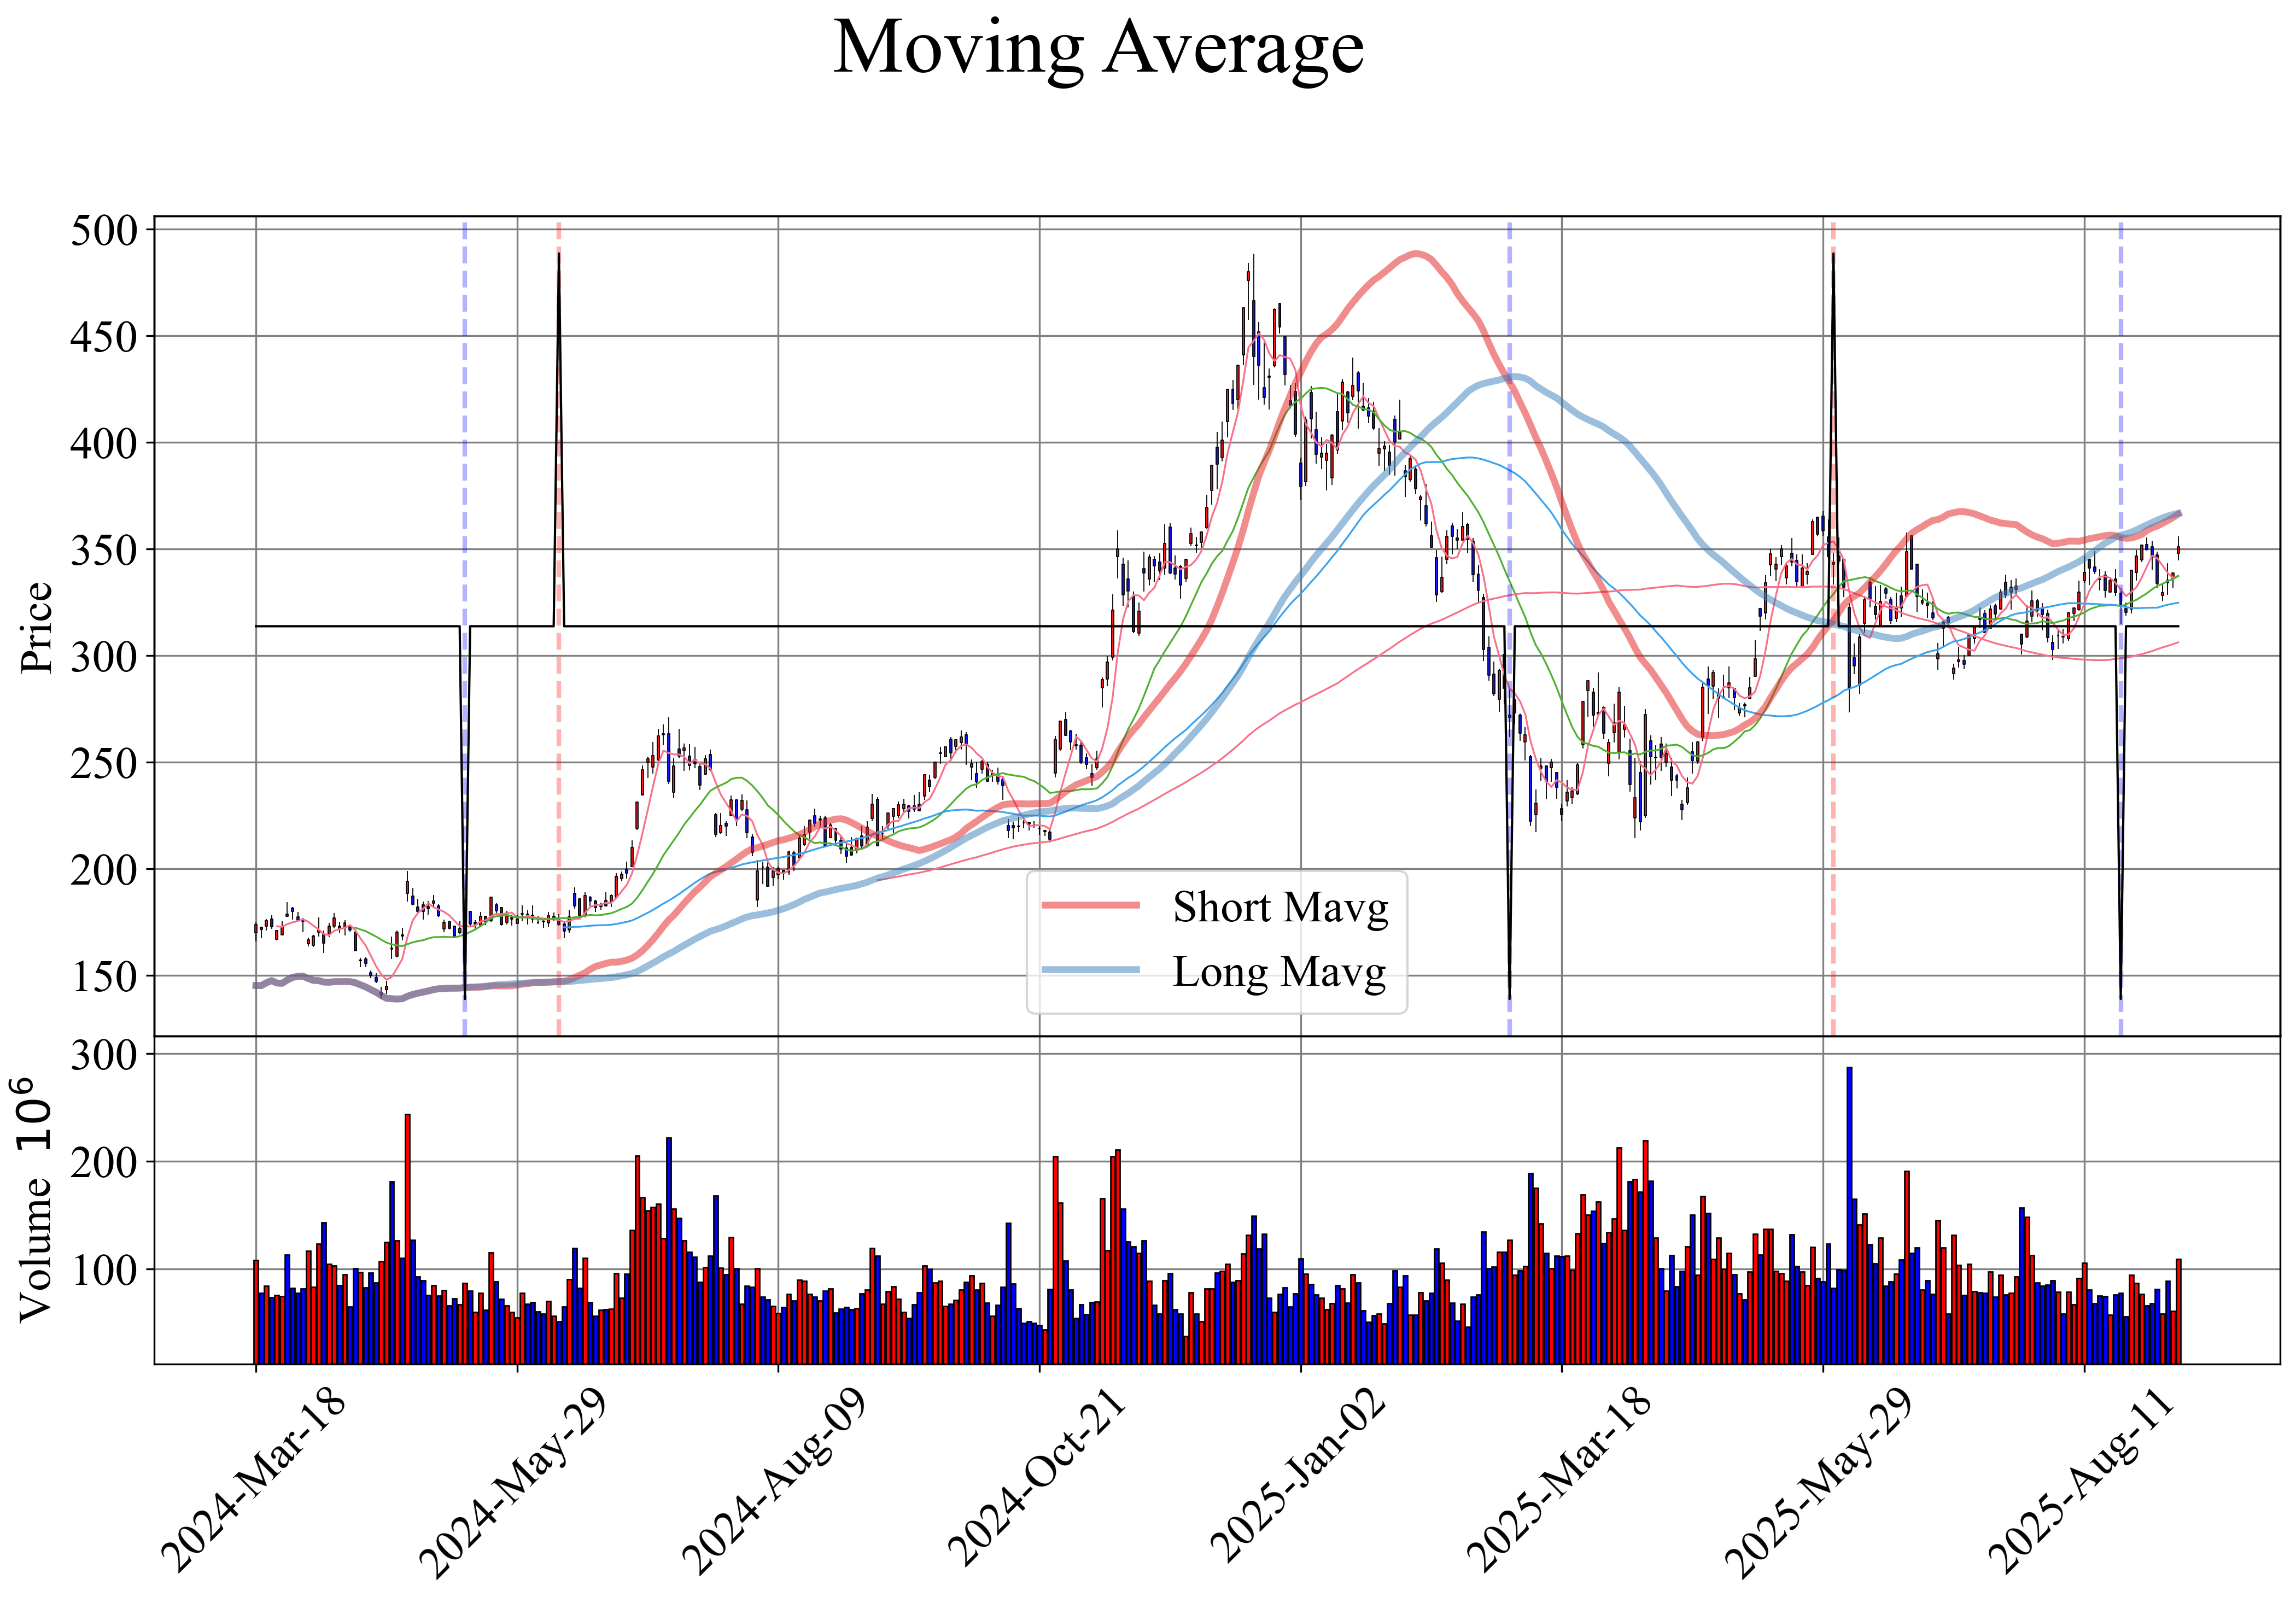 Moving Average
500
450
400
350
300
250
200
150
Price
Short Mavg
Long Mavg
300
200
100
Volume 10⁶
2024-Mar-18
2024-May-29
2024-Aug-09
2024-Oct-21
2025-Jan-02
2025-Mar-18
2025-May-29
2025-Aug-11